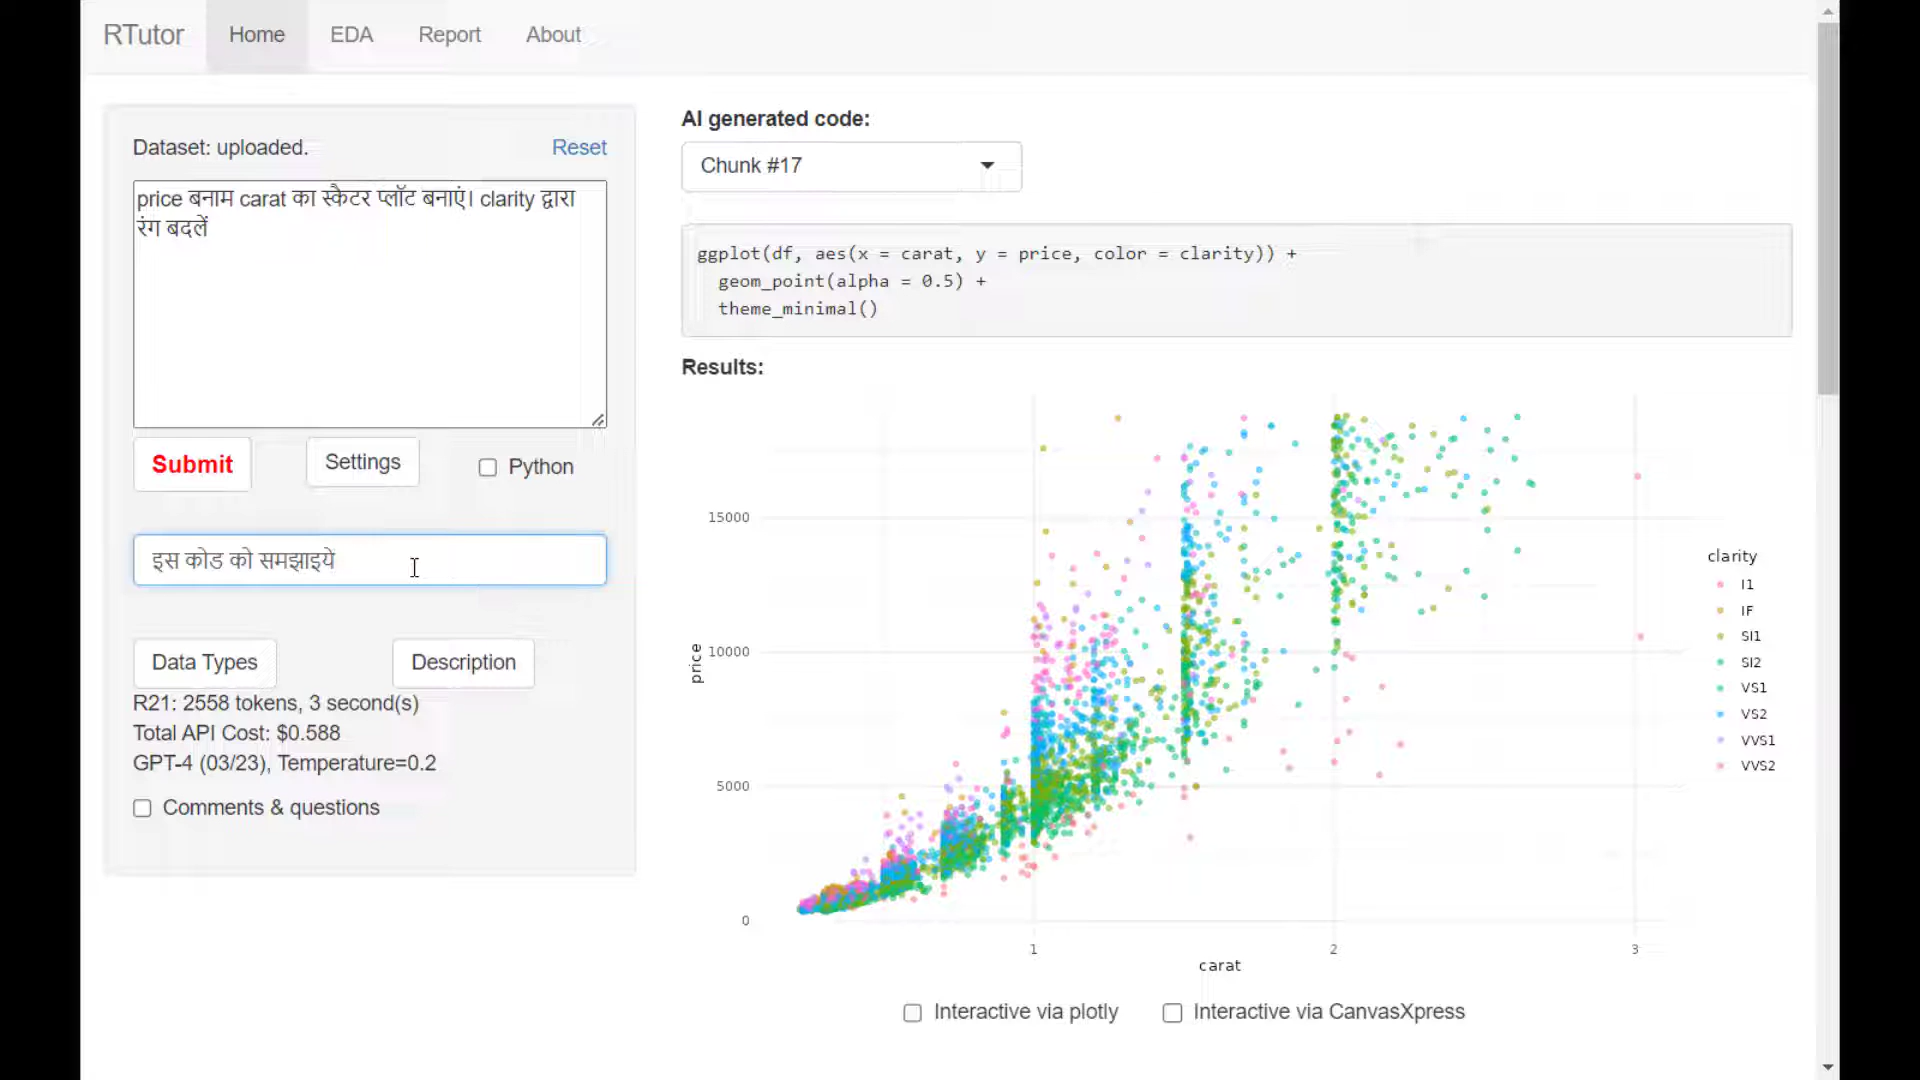 RTutor
Home
EDA
Report
About
Dataset: uploaded.
Reset
price बनाम carat का स्कैटर प्लॉट बनाएं। clarity द्वारा
रंग बदलें
Submit
Settings
Python
इस कोड को समझाइये
Data Types
Description
R21: 2558 tokens, 3 second(s)
Total API Cost: $0.588
GPT-4 (03/23), Temperature=0.2
Comments & questions
AI generated code:
Chunk #17
ggplot(df, aes(x = carat, y = price, color = clarity)) +
geom_point(alpha = 0.5) +
theme_minimal()
Results:
15000
10000
5000
0
price
1
2
3
carat
clarity
I1
IF
SI1
SI2
VS1
VS2
VVS1
VVS2
Interactive via plotly
Interactive via CanvasXpress